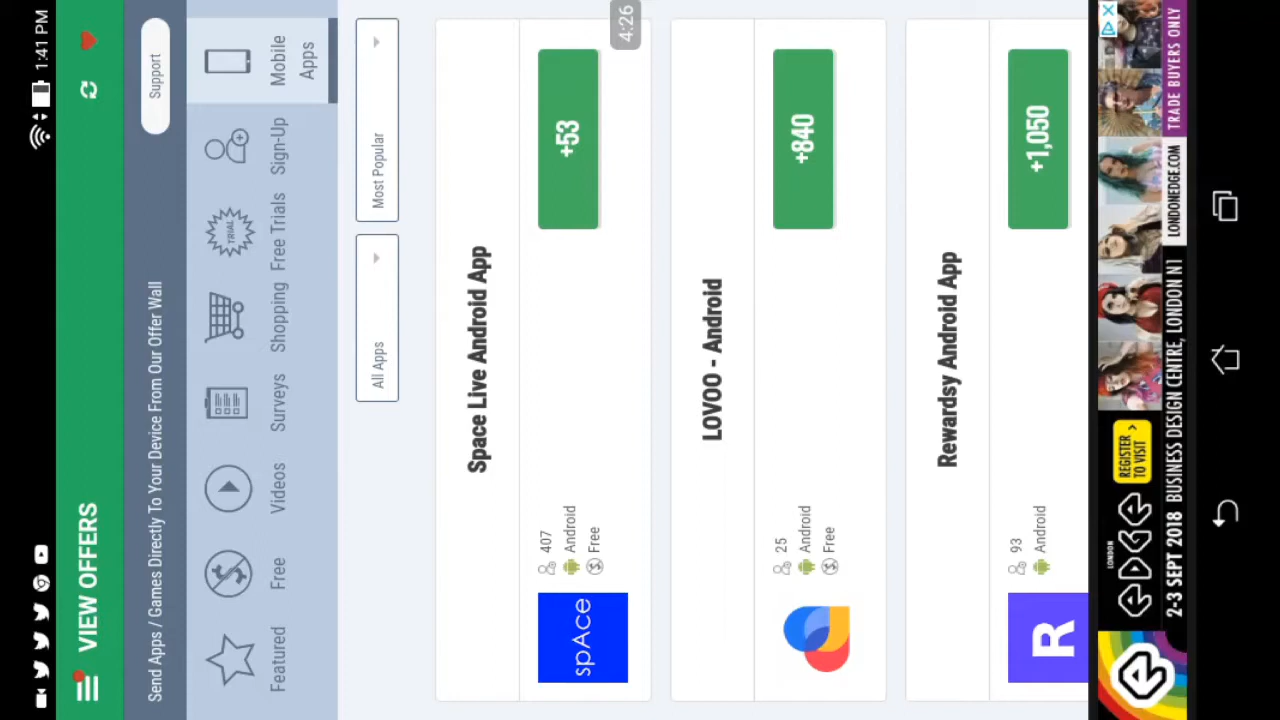 1:41 PM
VIEW OFFERS
Send Apps / Games Directly To Your Device From Our Offer Wall
Support
Featured
Free
Videos
Surveys
Shopping
Free Trials
TRIAL
Sign-Up
Mobile
Apps
All Apps
Most Popular
Space Live Android App
spAce
407
Android
Free
+53
4:26
LOVOO - Android
25
Android
Free
+840
Rewardsy Android App
R
93
Android
+1,050
LONDON
EDGE
REGISTER
TO VISIT
LONDONEDGE.COM
TRADE BUYERS ONLY
2-3 SEPT 2018 BUSINESS DESIGN CENTRE, LONDON N1